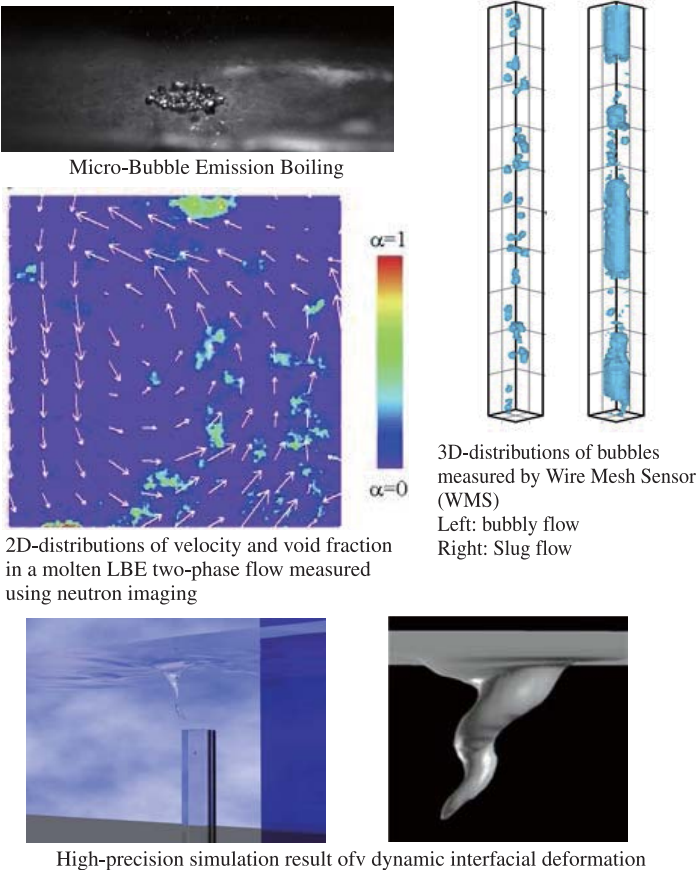 Micro-Bubble Emission Boiling
α=1
α=0
2D-distributions of velocity and void fraction
in a molten LBE two-phase flow measured
using neutron imaging
3D-distributions of bubbles
measured by Wire Mesh Sensor
(WMS)
Left: bubbly flow
Right: Slug flow
High-precision simulation result ofv dynamic interfacial deformation